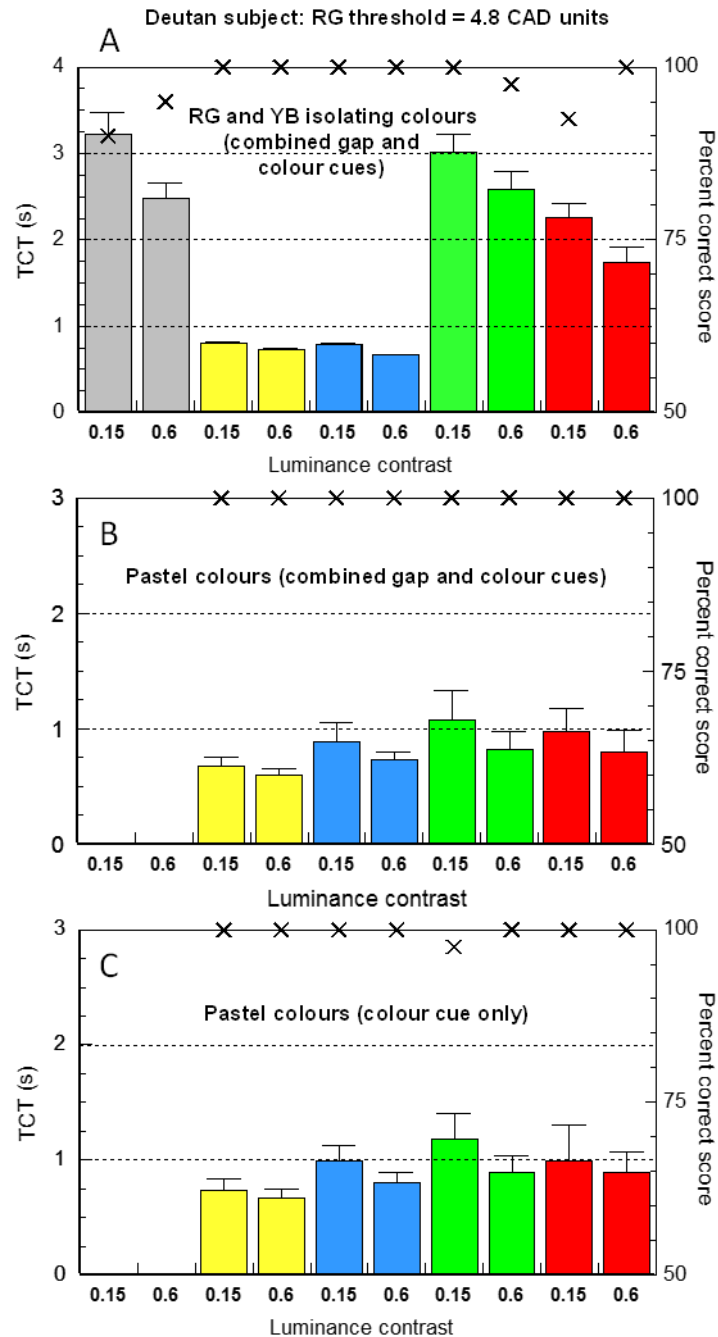 Deutan subject: RG threshold = 4.8 CAD units
A
4
3
2
1
0
TCT (s)
RG and YB isolating colours
(combined gap and
colour cues)
100
75
50
Percent correct score
0.15 0.6 0.15 0.6 0.15 0.6 0.15 0.6 0.15 0.6
Luminance contrast
B
3
2
1
0
TCT (s)
Pastel colours (combined gap and colour cues)
100
75
50
Percent correct score
0.15 0.6 0.15 0.6 0.15 0.6 0.15 0.6 0.15 0.6
Luminance contrast
C
3
2
1
0
TCT (s)
Pastel colours (colour cue only)
100
75
50
Percent correct score
0.15 0.6 0.15 0.6 0.15 0.6 0.15 0.6 0.15 0.6
Luminance contrast